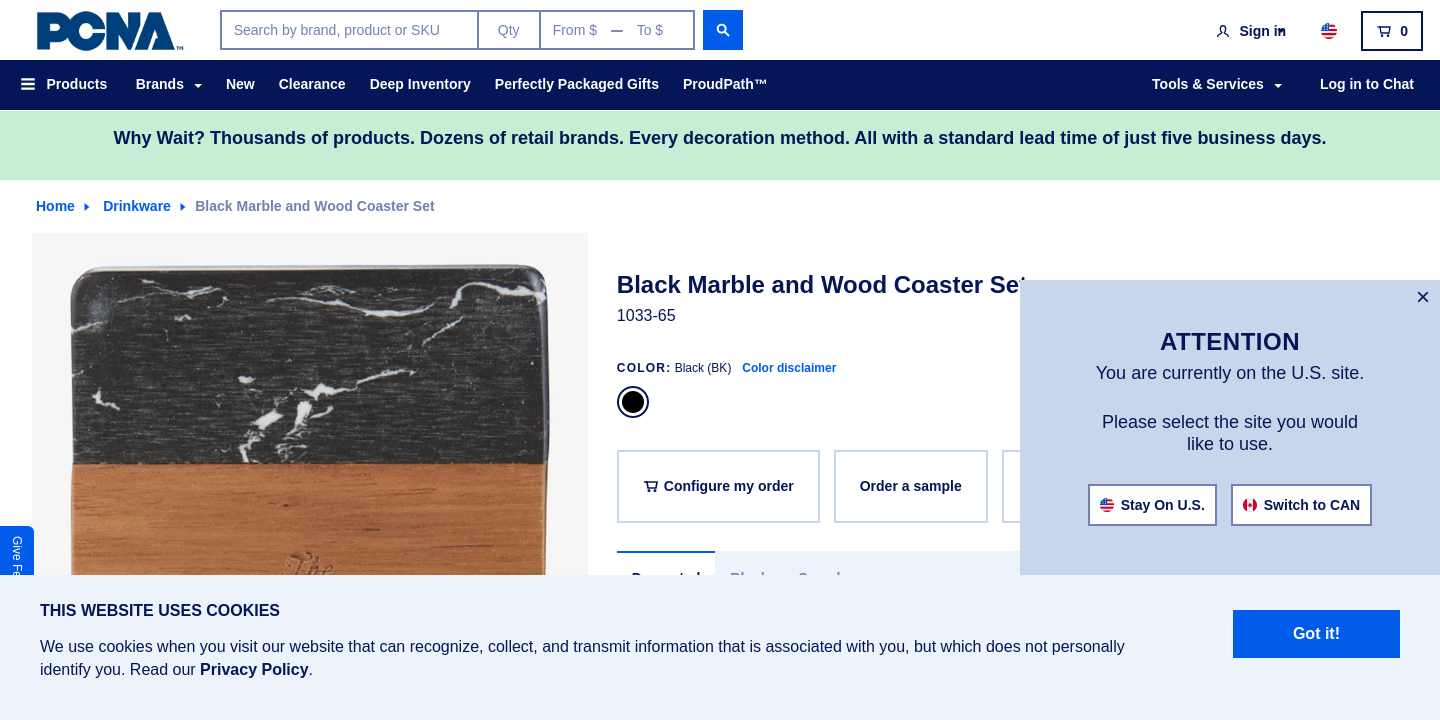 PCNA™
Search by brand, product or SKU
Qty
From $ — To $
Sign in
0
Products
Brands
New
Clearance
Deep Inventory
Perfectly Packaged Gifts
ProudPath™
Tools & Services
Log in to Chat
Why Wait? Thousands of products. Dozens of retail brands. Every decoration method. All with a standard lead time of just five business days.
Home
Drinkware
Black Marble and Wood Coaster Set
Black Marble and Wood Coaster Set
1033-65
COLOR: Black (BK) Color disclaimer
Configure my order
Order a sample
ATTENTION
You are currently on the U.S. site.
Please select the site you would
like to use.
Stay On U.S.
Switch to CAN
The
Give Fe
THIS WEBSITE USES COOKIES
We use cookies when you visit our website that can recognize, collect, and transmit information that is associated with you, but which does not personally
identify you. Read our Privacy Policy.
Got it!